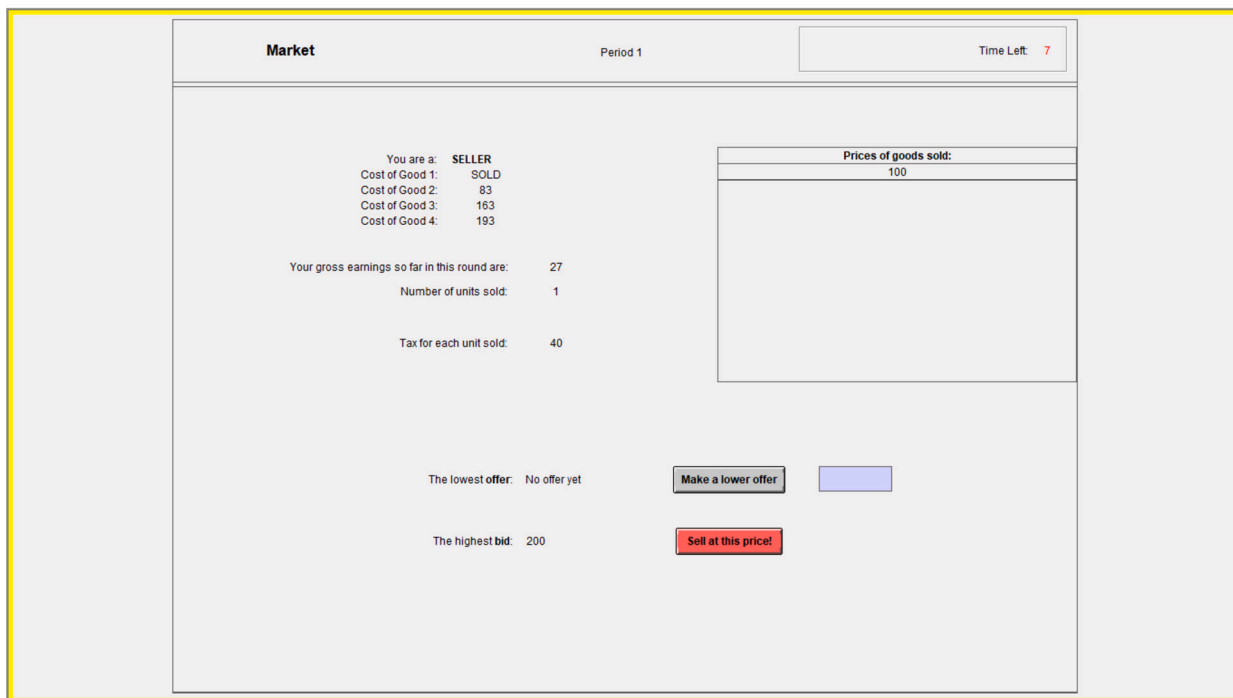 Market Period 1 Time Left: 7
You are a: SELLER
Cost of Good 1: SOLD
Cost of Good 2: 83
Cost of Good 3: 163
Cost of Good 4: 193
Your gross earnings so far in this round are: 27
Number of units sold: 1
Tax for each unit sold: 40
Prices of goods sold:
100
The lowest offer: No offer yet Make a lower offer
The highest bid: 200 Sell at this price!